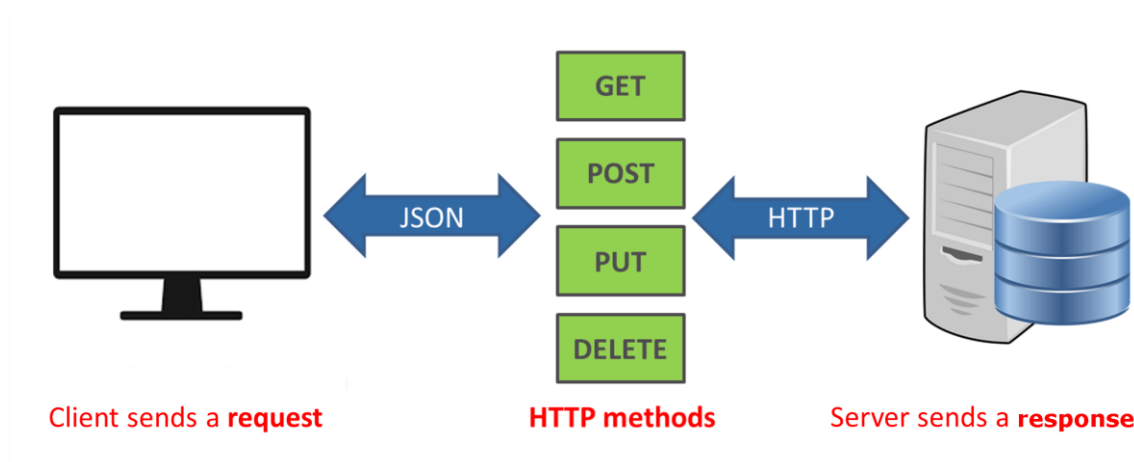 GET
POST
JSON
HTTP
PUT
DELETE
Client sends a request
HTTP methods
Server sends a response